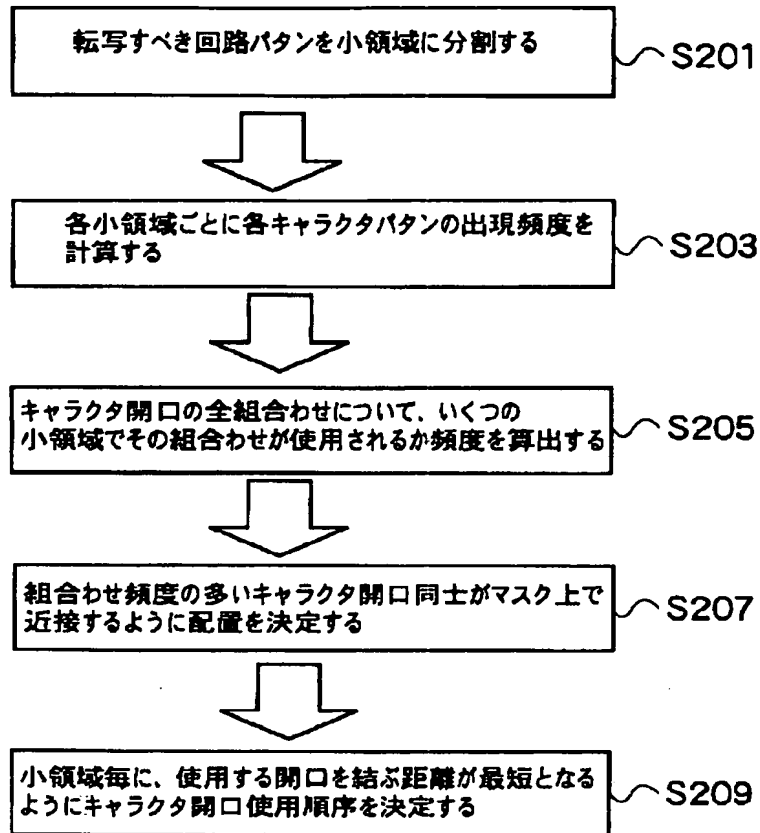 転写すべき回路パタンを小領域に分割する
S201
各小領域ごとに各キャラクタパタンの出現頻度を
計算する
S203
キャラクタ開口の全組合わせについて、いくつの
小領域でその組合わせが使用されるか頻度を算出する
S205
組合わせ頻度の多いキャラクタ開口同士がマスク上で
近接するように配置を決定する
S207
小領域毎に、使用する開口を結ぶ距離が最短となる
ようにキャラクタ開口使用順序を決定する
S209